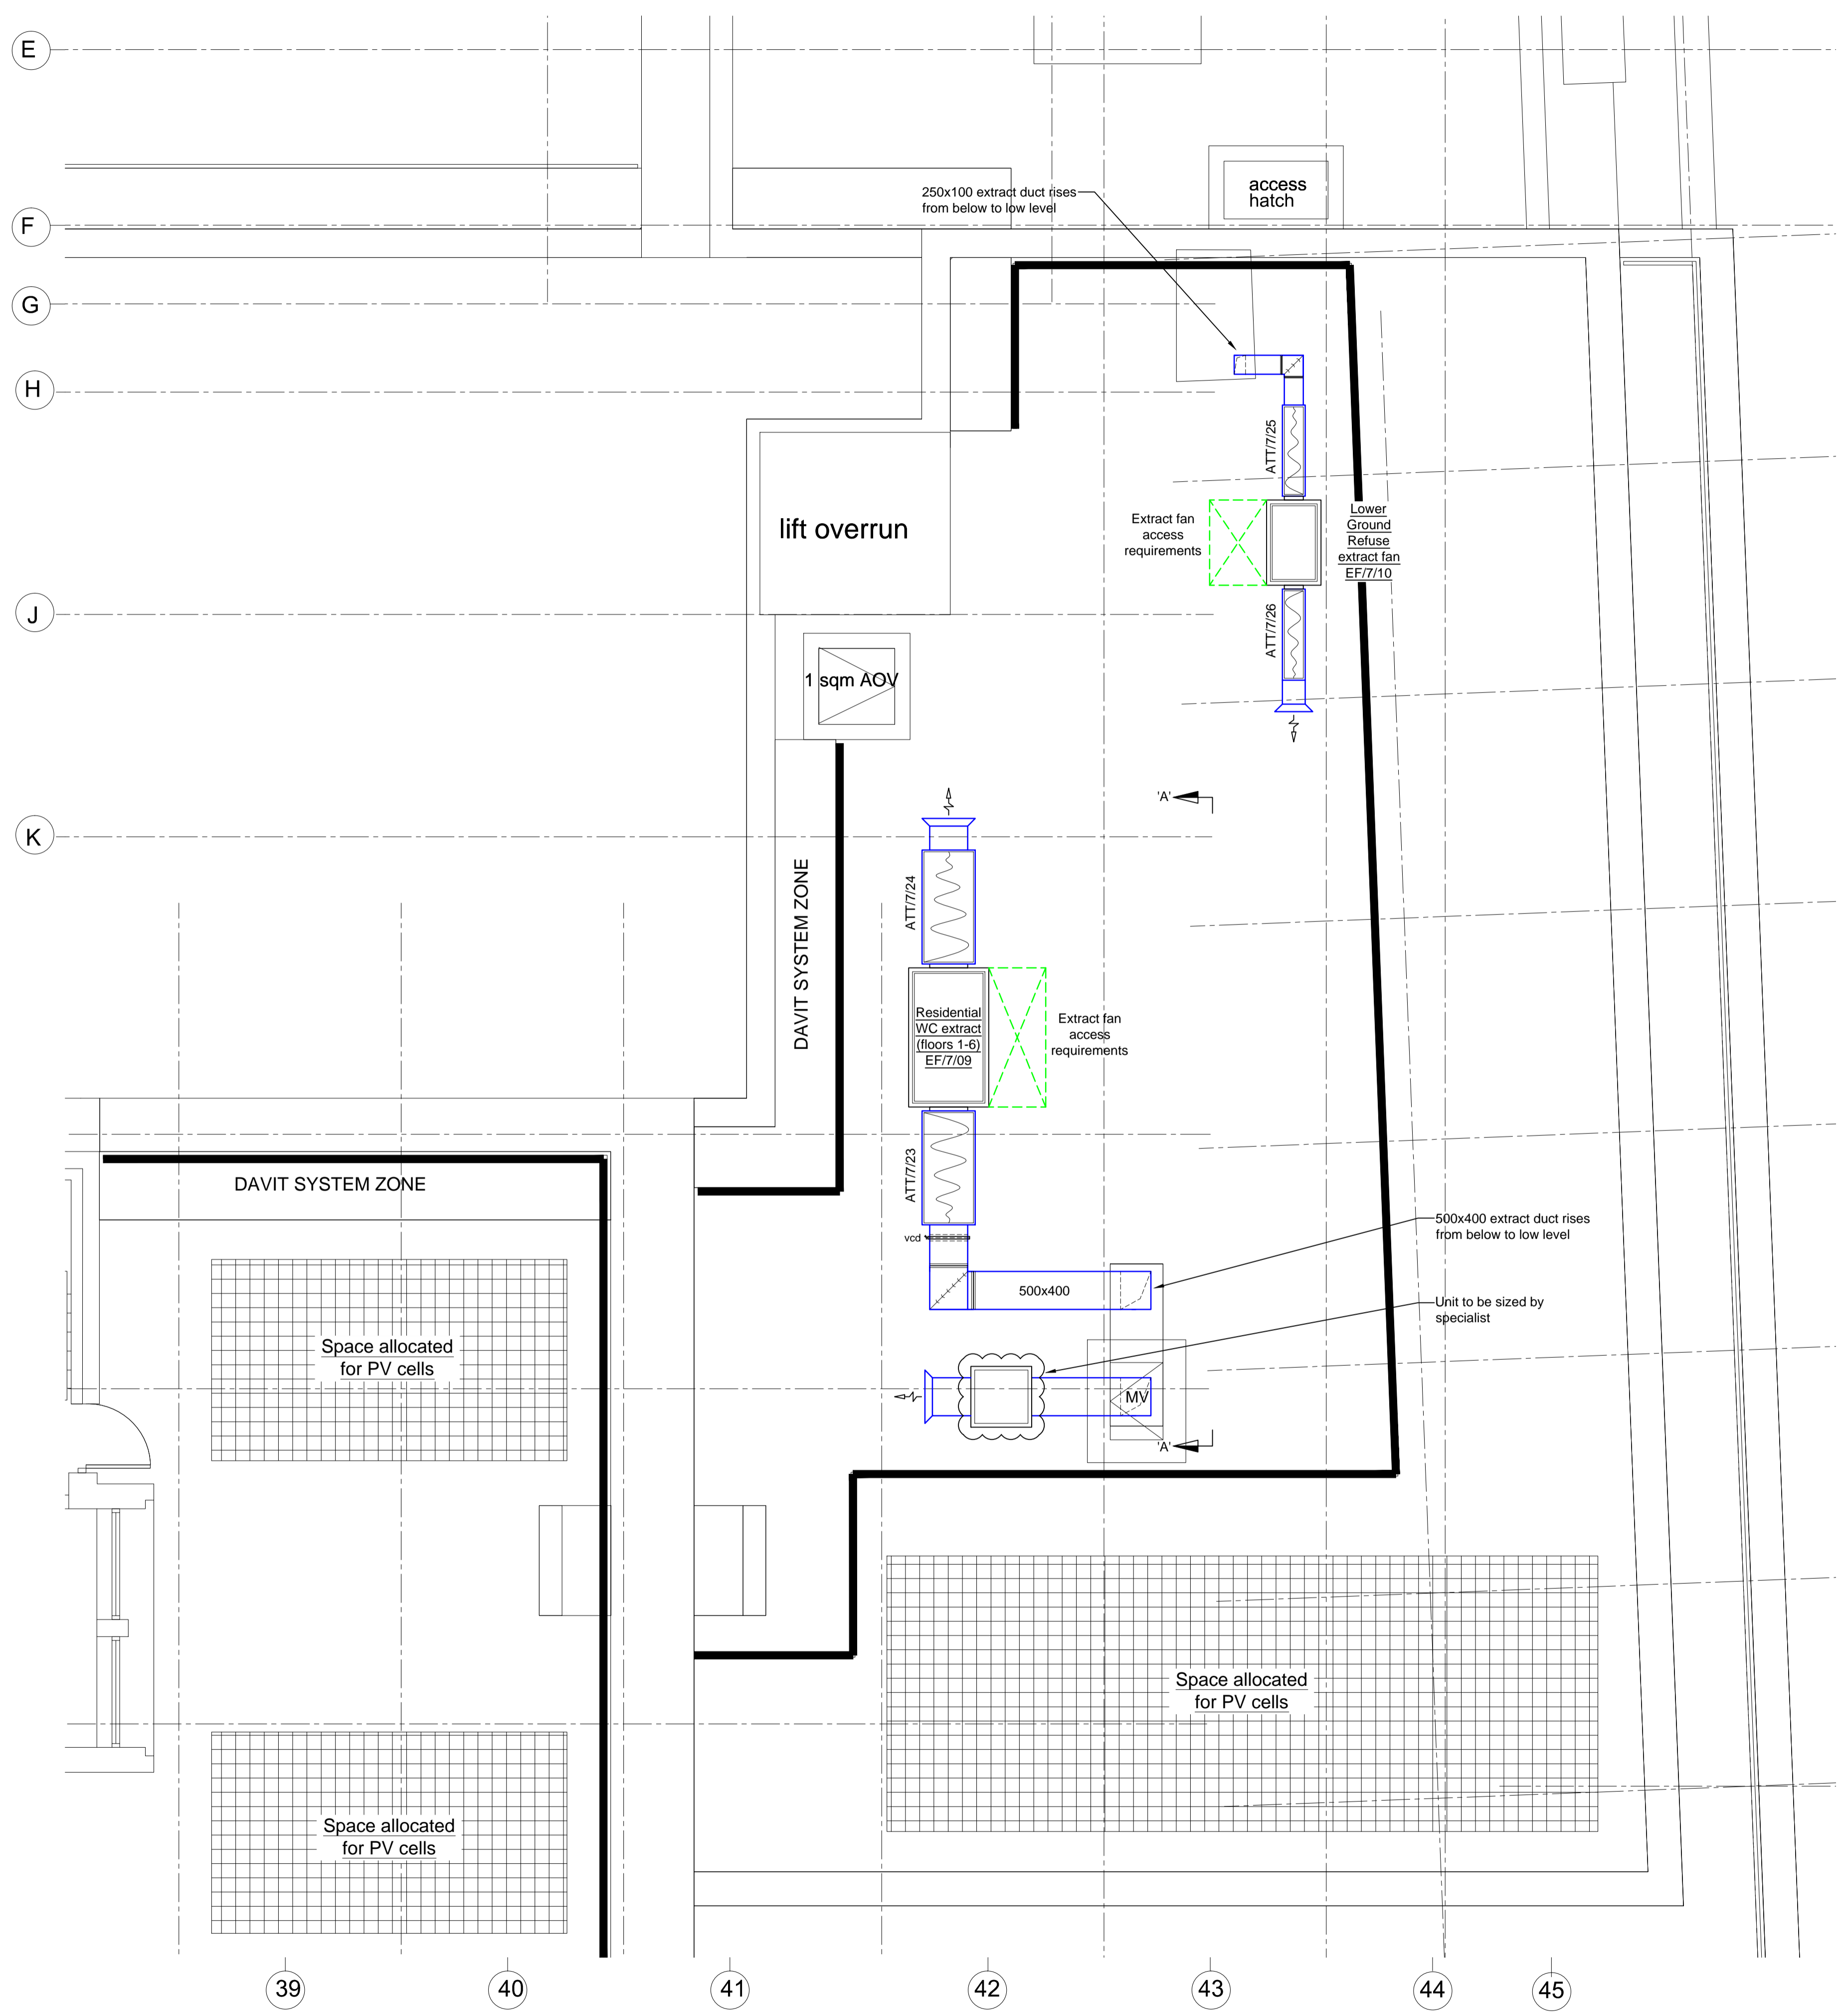 E
250x100 extract duct rises
from below to low level
access
hatch
F
G
H
ATT/7/25
lift overrun
Extract fan
access
requirements
Lower
Ground
Refuse
extract fan
EF/7/10
J
ATT/7/26
1 sqm AOV
'A'
K
DAVIT SYSTEM ZONE
ATT/7/24
Residential
WC extract
(floors 1-6)
EF/7/09
Extract fan
access
requirements
ATT/7/23
DAVIT SYSTEM ZONE
vcd
500x400 extract duct rises
from below to low level
500x400
Unit to be sized by
specialist
Space allocated
for PV cells
MV
'A'
Space allocated
for PV cells
Space allocated
for PV cells
39
40
41
42
43
44
45